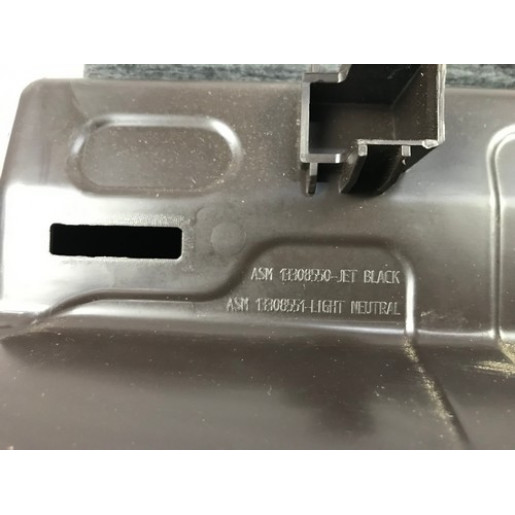 ASM 13308550-JET BLACK
ASM 13308551-LIGHT NEUTRAL